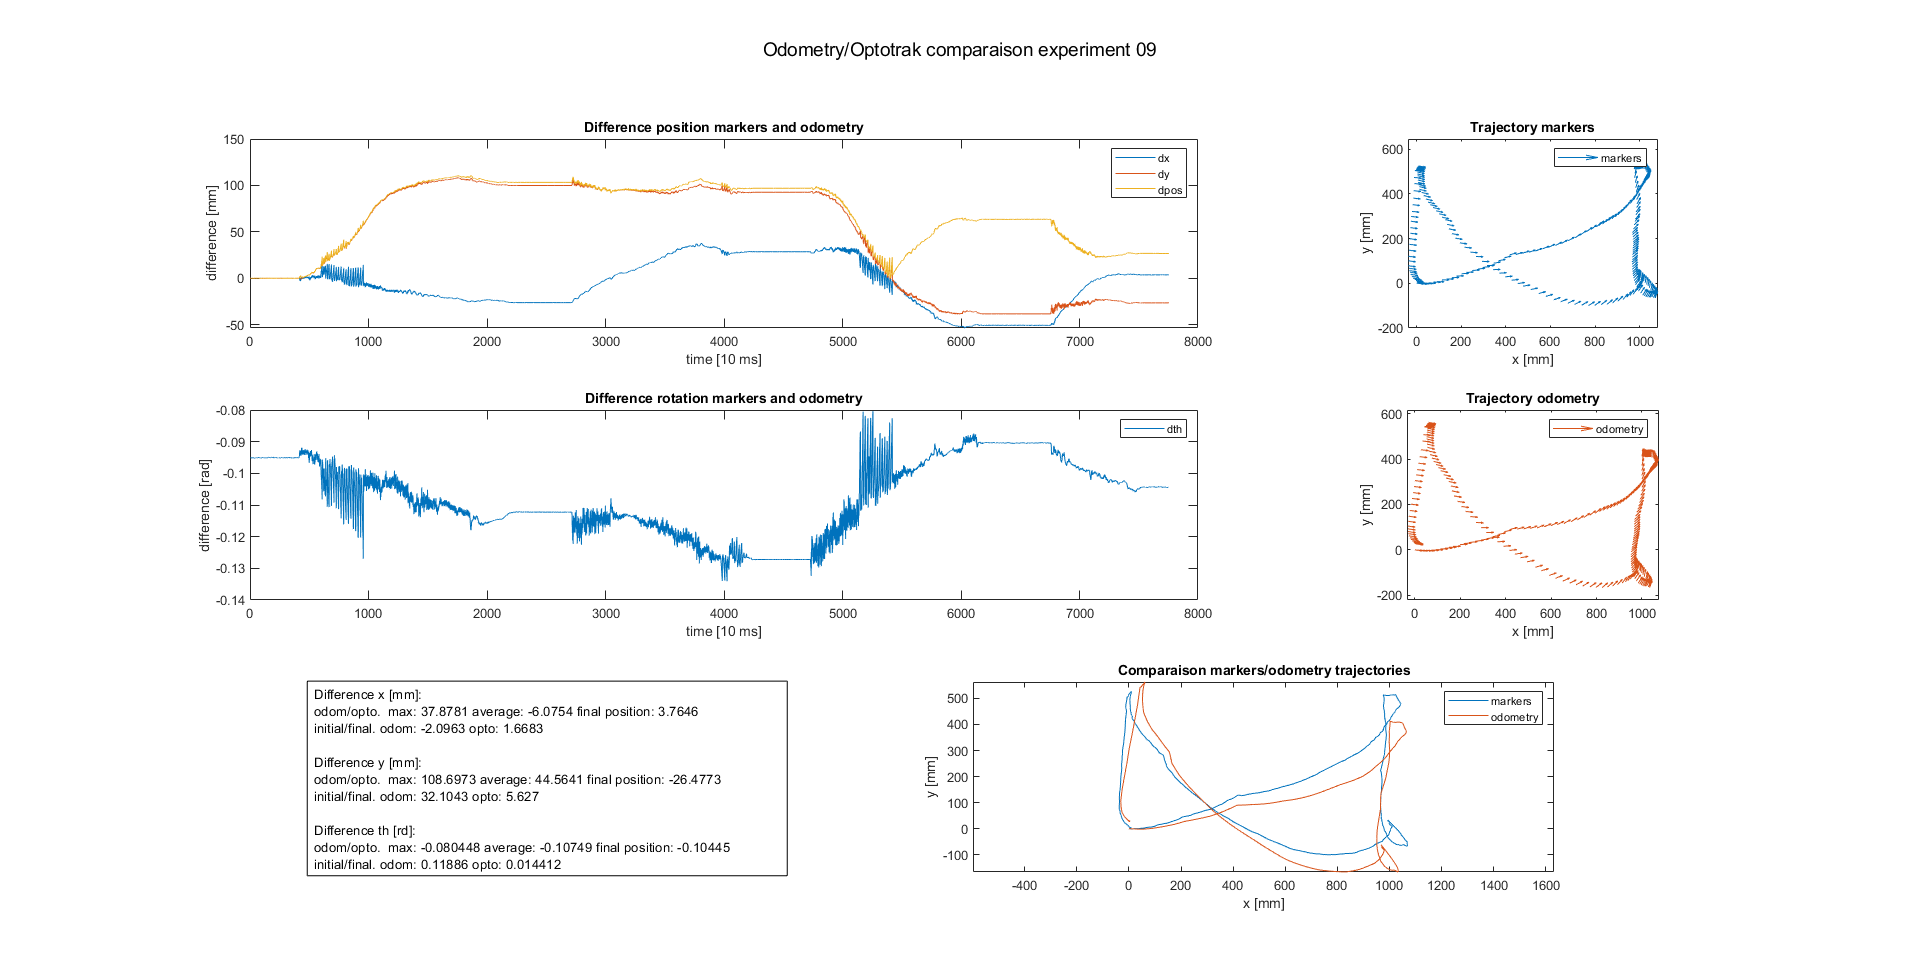 Odometry/Optotrak comparaison experiment 09
Difference position markers and odometry
150
100
50
0
-50
difference [mm]
dx
dy
dpos
0 1000 2000 3000 4000 5000 6000 7000 8000
time [10 ms]
Trajectory markers
600
400
200
0
-200
y [mm]
markers
0 200 400 600 800 1000
x [mm]
Difference rotation markers and odometry
-0.08
-0.09
-0.1
-0.11
-0.12
-0.13
-0.14
difference [rad]
dth
0 1000 2000 3000 4000 5000 6000 7000 8000
time [10 ms]
Trajectory odometry
600
400
200
0
-200
y [mm]
odometry
0 200 400 600 800 1000
x [mm]
Difference x [mm]:
odom/opto. max: 37.8781 average: -6.0754 final position: 3.7646
initial/final. odom: -2.0963 opto: 1.6683
Difference y [mm]:
odom/opto. max: 108.6973 average: 44.5641 final position: -26.4773
initial/final. odom: 32.1043 opto: 5.627
Difference th [rd]:
odom/opto. max: -0.080448 average: -0.10749 final position: -0.10445
initial/final. odom: 0.11886 opto: 0.014412
Comparaison markers/odometry trajectories
500
400
300
200
100
0
-100
y [mm]
markers
odometry
-400 -200 0 200 400 600 800 1000 1200 1400 1600
x [mm]